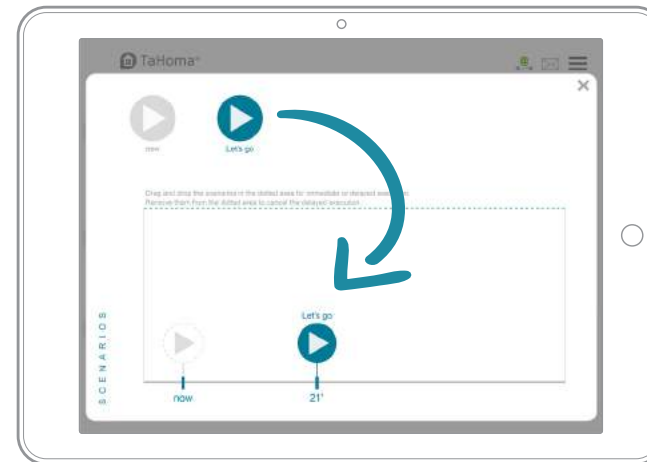 TaHoma®
new
Let's go
Drag and drop the scenarios in the dotted area for immediate or delayed execution.
Remove them from the dotted area to cancel the delayed execution.
SCENARIOS
Let's go
now
21'